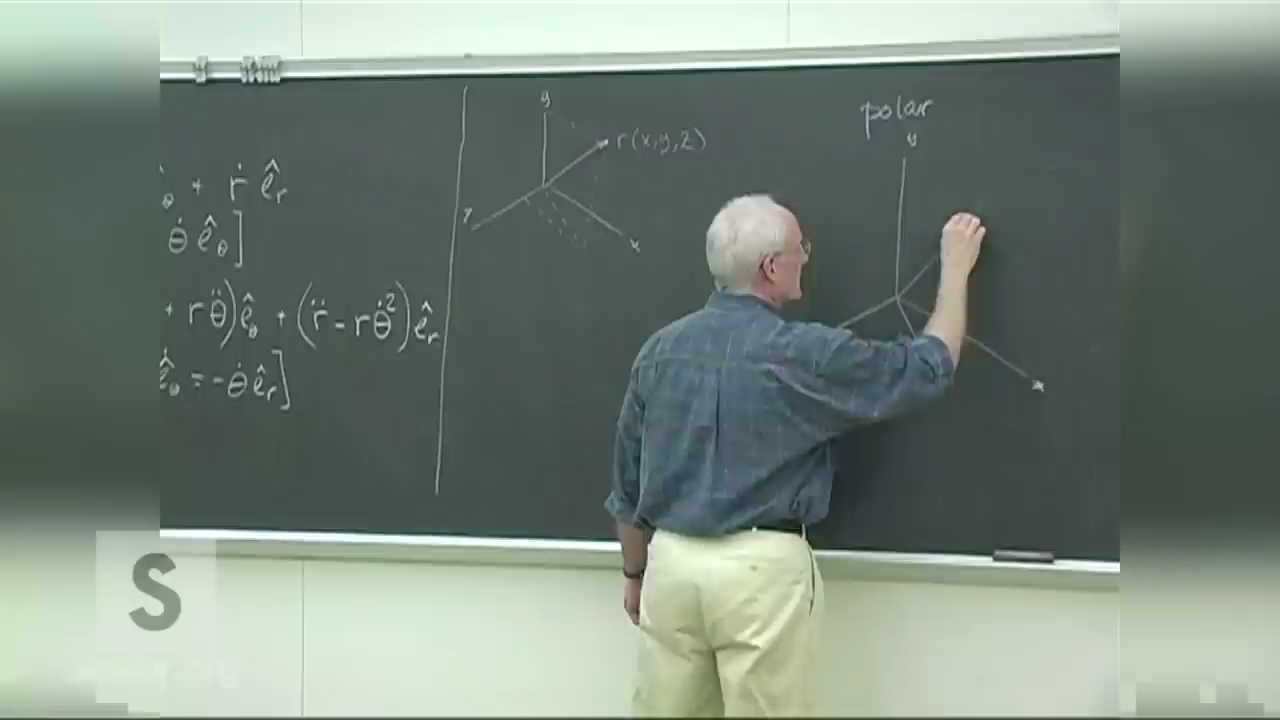 θ + ṙ ê_r
θ̇ ê_θ]
+ rθ̈)ê_θ + (r̈ - rθ̇²)ê_r
ê_θ = -θ̇ ê_r]
y
r(x,y,z)
z
x
polar
y
x
S